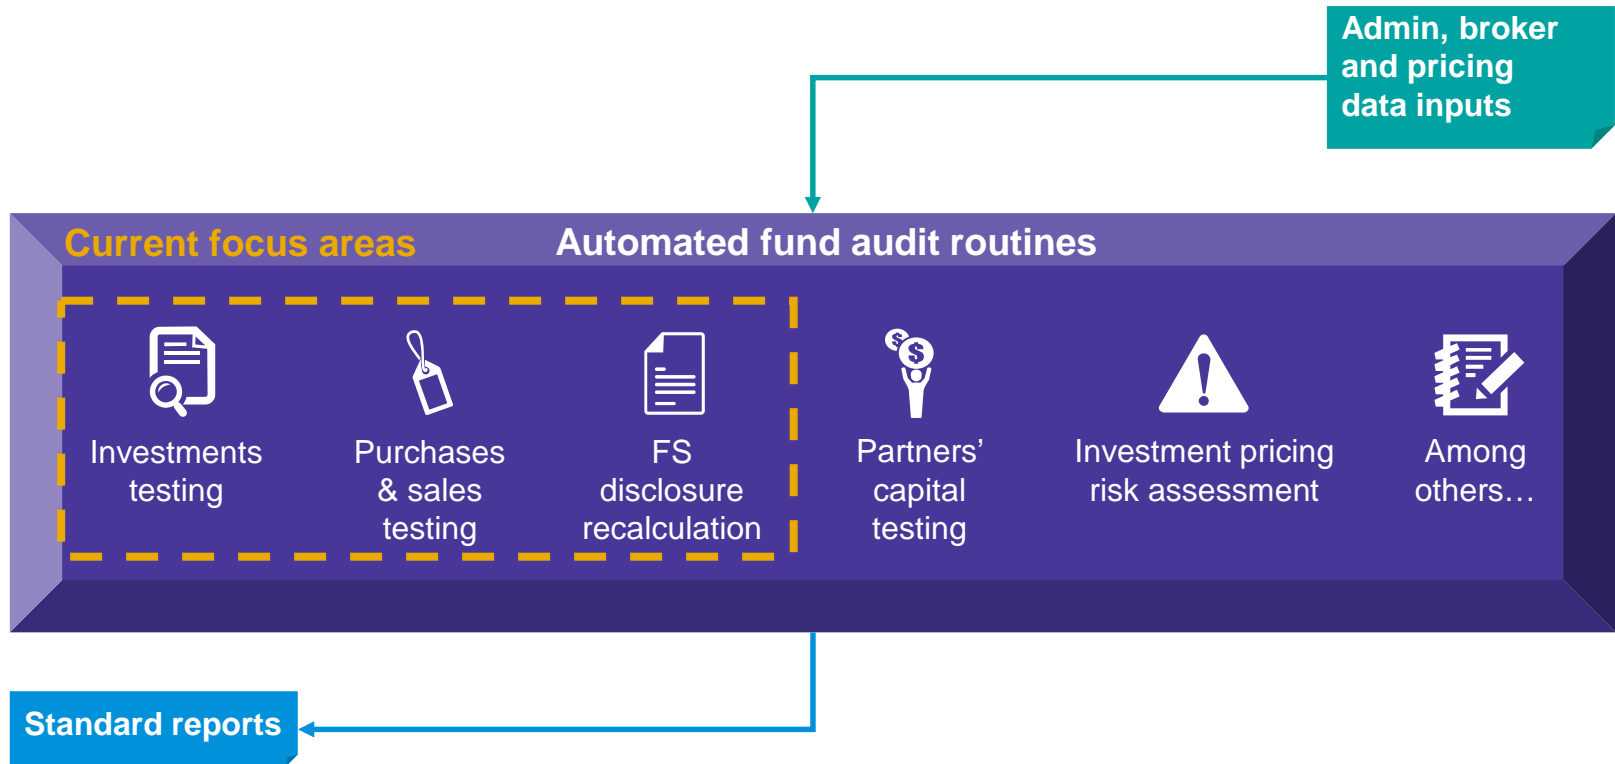 Admin, broker
and pricing
data inputs
Current focus areas
Automated fund audit routines
Investments
testing
Purchases
& sales
testing
FS
disclosure
recalculation
Partners’
capital
testing
Investment pricing
risk assessment
Among
others…
Standard reports